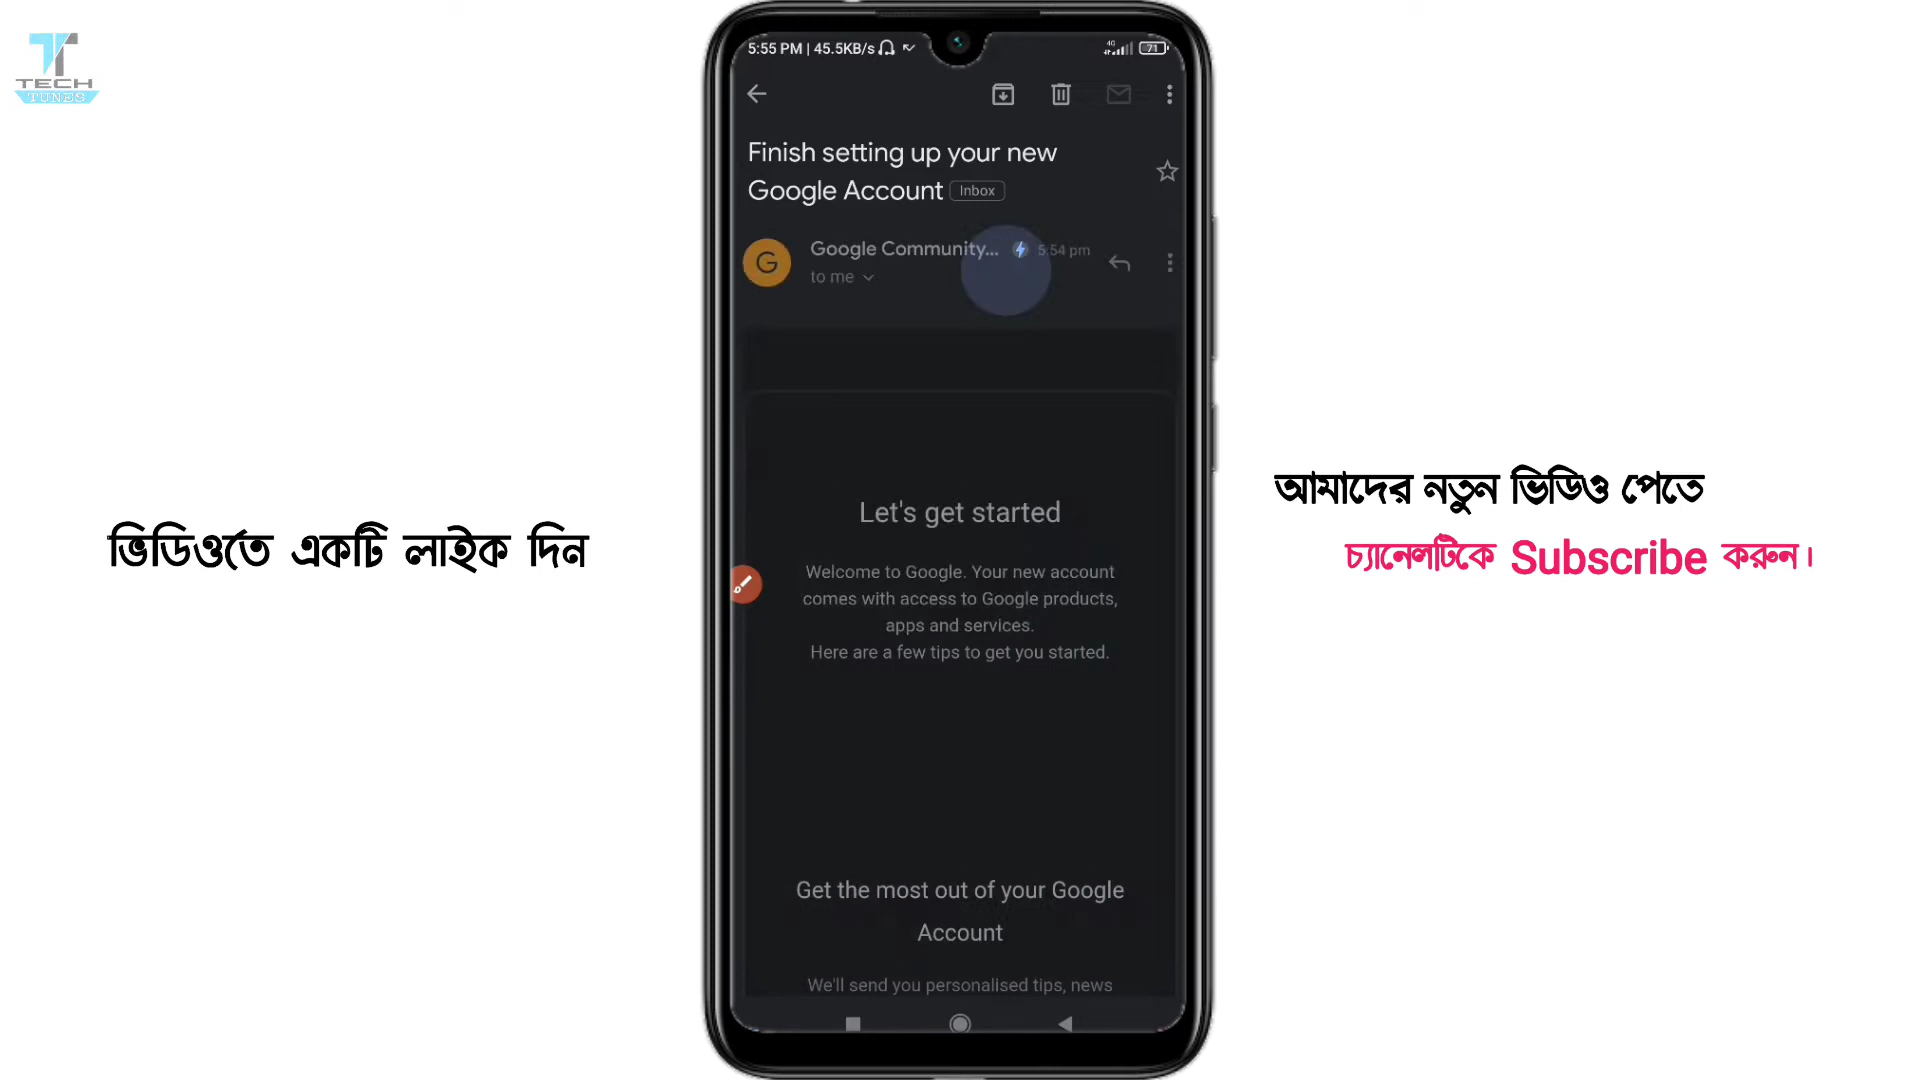 TECH
TUNES
5:55 PM | 45.5KB/s
4G
71
Finish setting up your new
Google Account Inbox
G
Google Community... 5:54 pm
to me
Let's get started
Welcome to Google. Your new account
comes with access to Google products,
apps and services.
Here are a few tips to get you started.
Get the most out of your Google
Account
We'll send you personalised tips, news
ভিডিওতে একটি লাইক দিন
আমাদের নতুন ভিডিও পেতে
চ্যানেলটিকে Subscribe করুন।